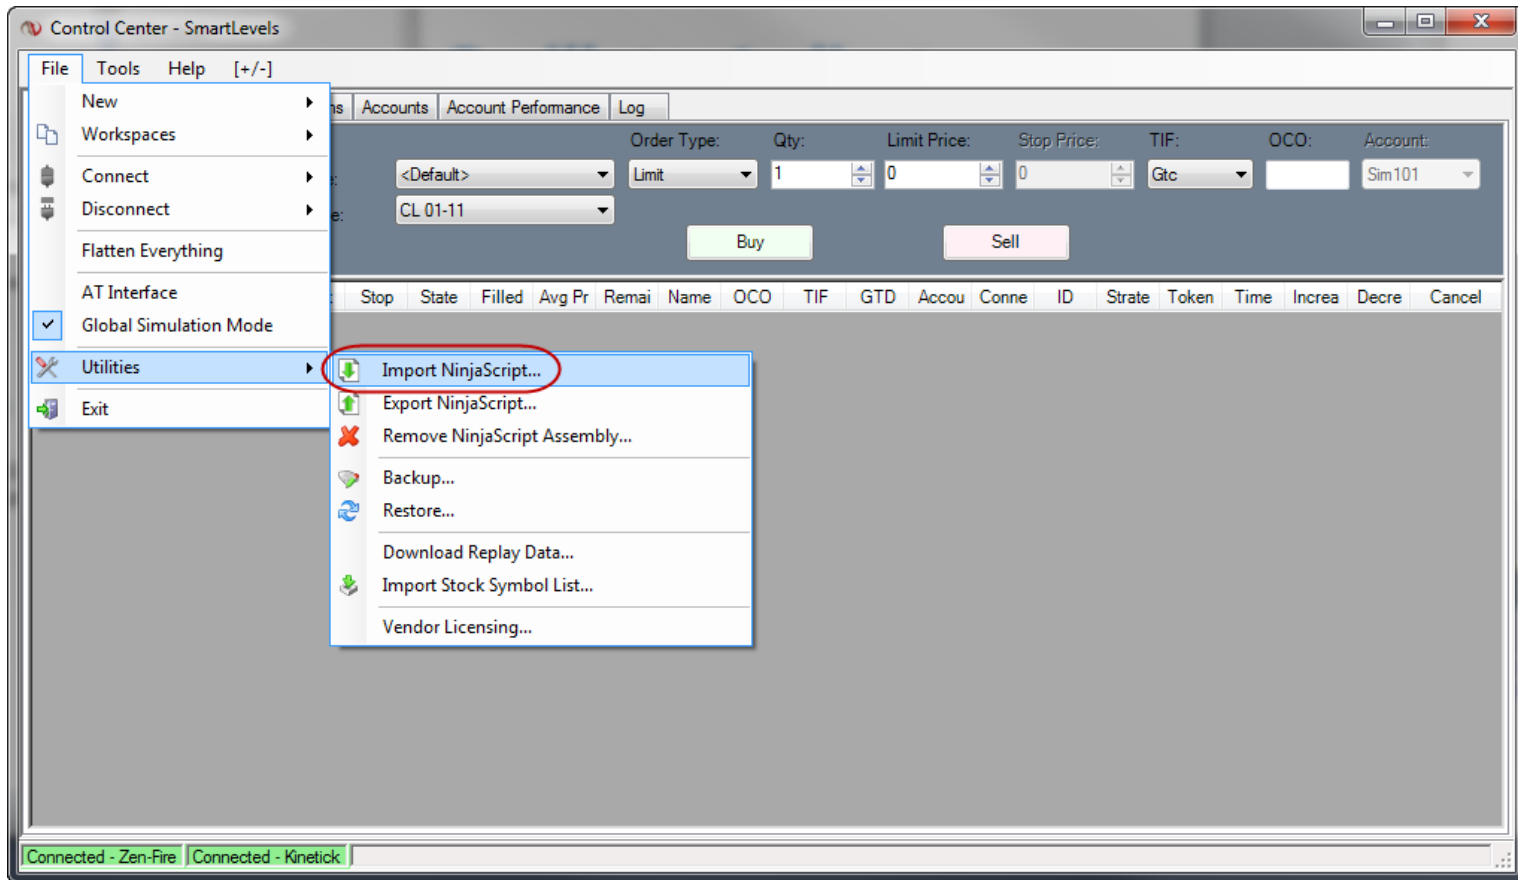 Control Center - SmartLevels
File Tools Help [+/-]
New
Workspaces
Connect
Disconnect
Flatten Everything
AT Interface
Global Simulation Mode
Utilities
Exit
Accounts Account Performance Log
Order Type: Qty: Limit Price: Stop Price: TIF: OCO: Account:
<Default> Limit 1 0 0 Gtc Sim101
CL 01-11
Buy Sell
Stop State Filled Avg Pr Remai Name OCO TIF GTD Accou Conne ID Strate Token Time Increa Decre Cancel
Import NinjaScript...
Export NinjaScript...
Remove NinjaScript Assembly...
Backup...
Restore...
Download Replay Data...
Import Stock Symbol List...
Vendor Licensing...
Connected - Zen-Fire Connected - Kinetick